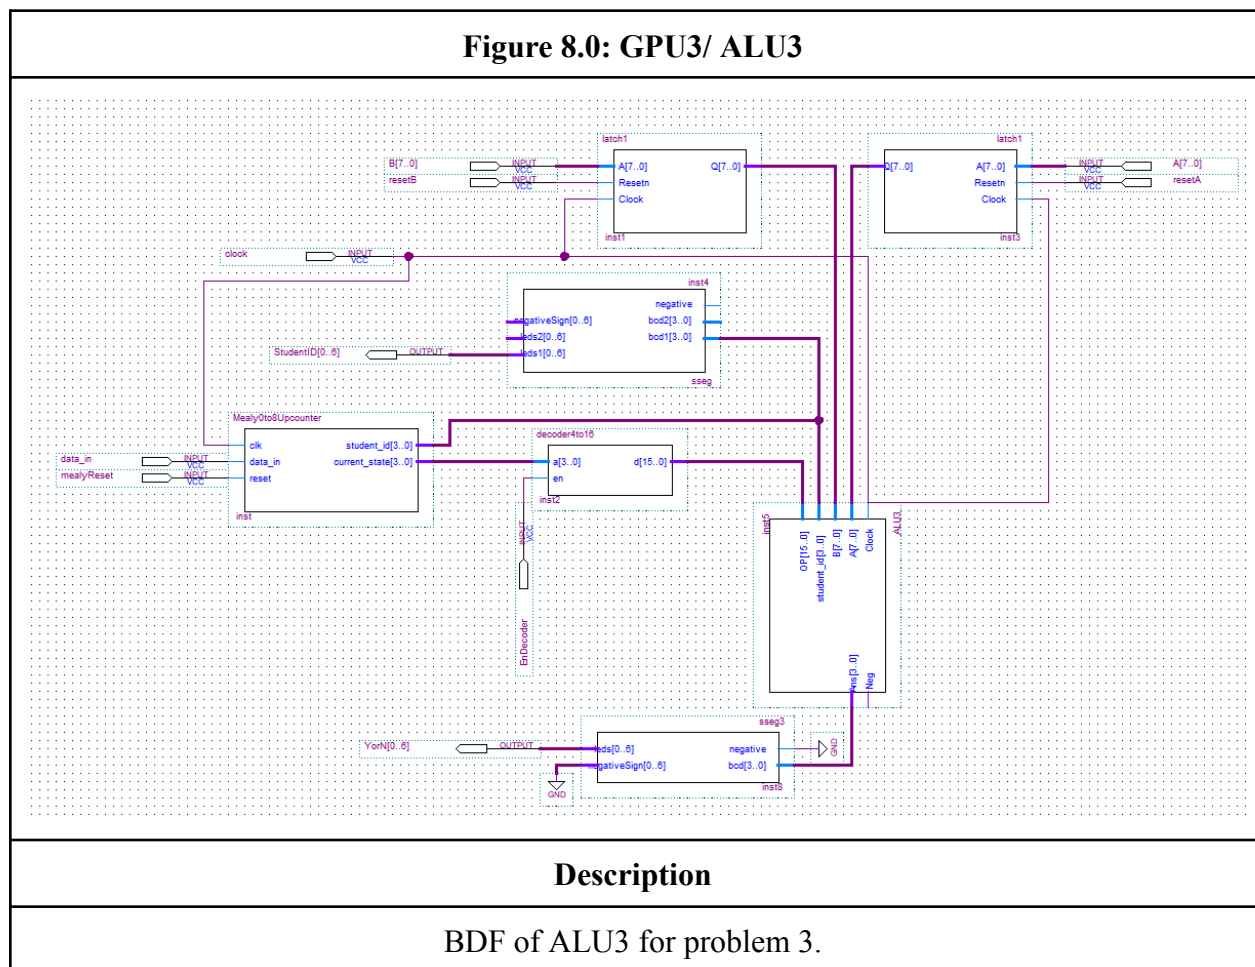 Figure 8.0: GPU3/ ALU3
latch1
latch1
B[7..0]
INPUT
VCC
A[7..0]
Q[7..0]
Q[7..0]
A[7..0]
INPUT
VCC
A[7..0]
resetB
INPUT
VCC
Resetn
Resetn
INPUT
VCC
resetA
Clook
Clook
inst1
inst3
clock
INPUT
VCC
inst4
negative
negativeSign[0..6]
bcd2[3..0]
leds2[0..6]
bcd1[3..0]
StudentID[0..6]
OUTPUT
leds1[0..6]
sseg
Mealy0to8Upcounter
decoder4to16
clk
student_id[3..0]
data_in
INPUT
VCC
data_in
current_state[3..0]
a[3..0]
d[15..0]
mealyReset
INPUT
VCC
reset
en
inst
inst2
INPUT
VCC
EnDecoder
inst5
ALU3
OP[15..0]
student_id[3..0]
B[7..0]
A[7..0]
Clook
Ans[3..0]
Neg
sseg3
YorN[0..6]
OUTPUT
leds[0..6]
negative
GND
negativeSign[0..6]
bcd[3..0]
inst8
GND
Description
BDF of ALU3 for problem 3.